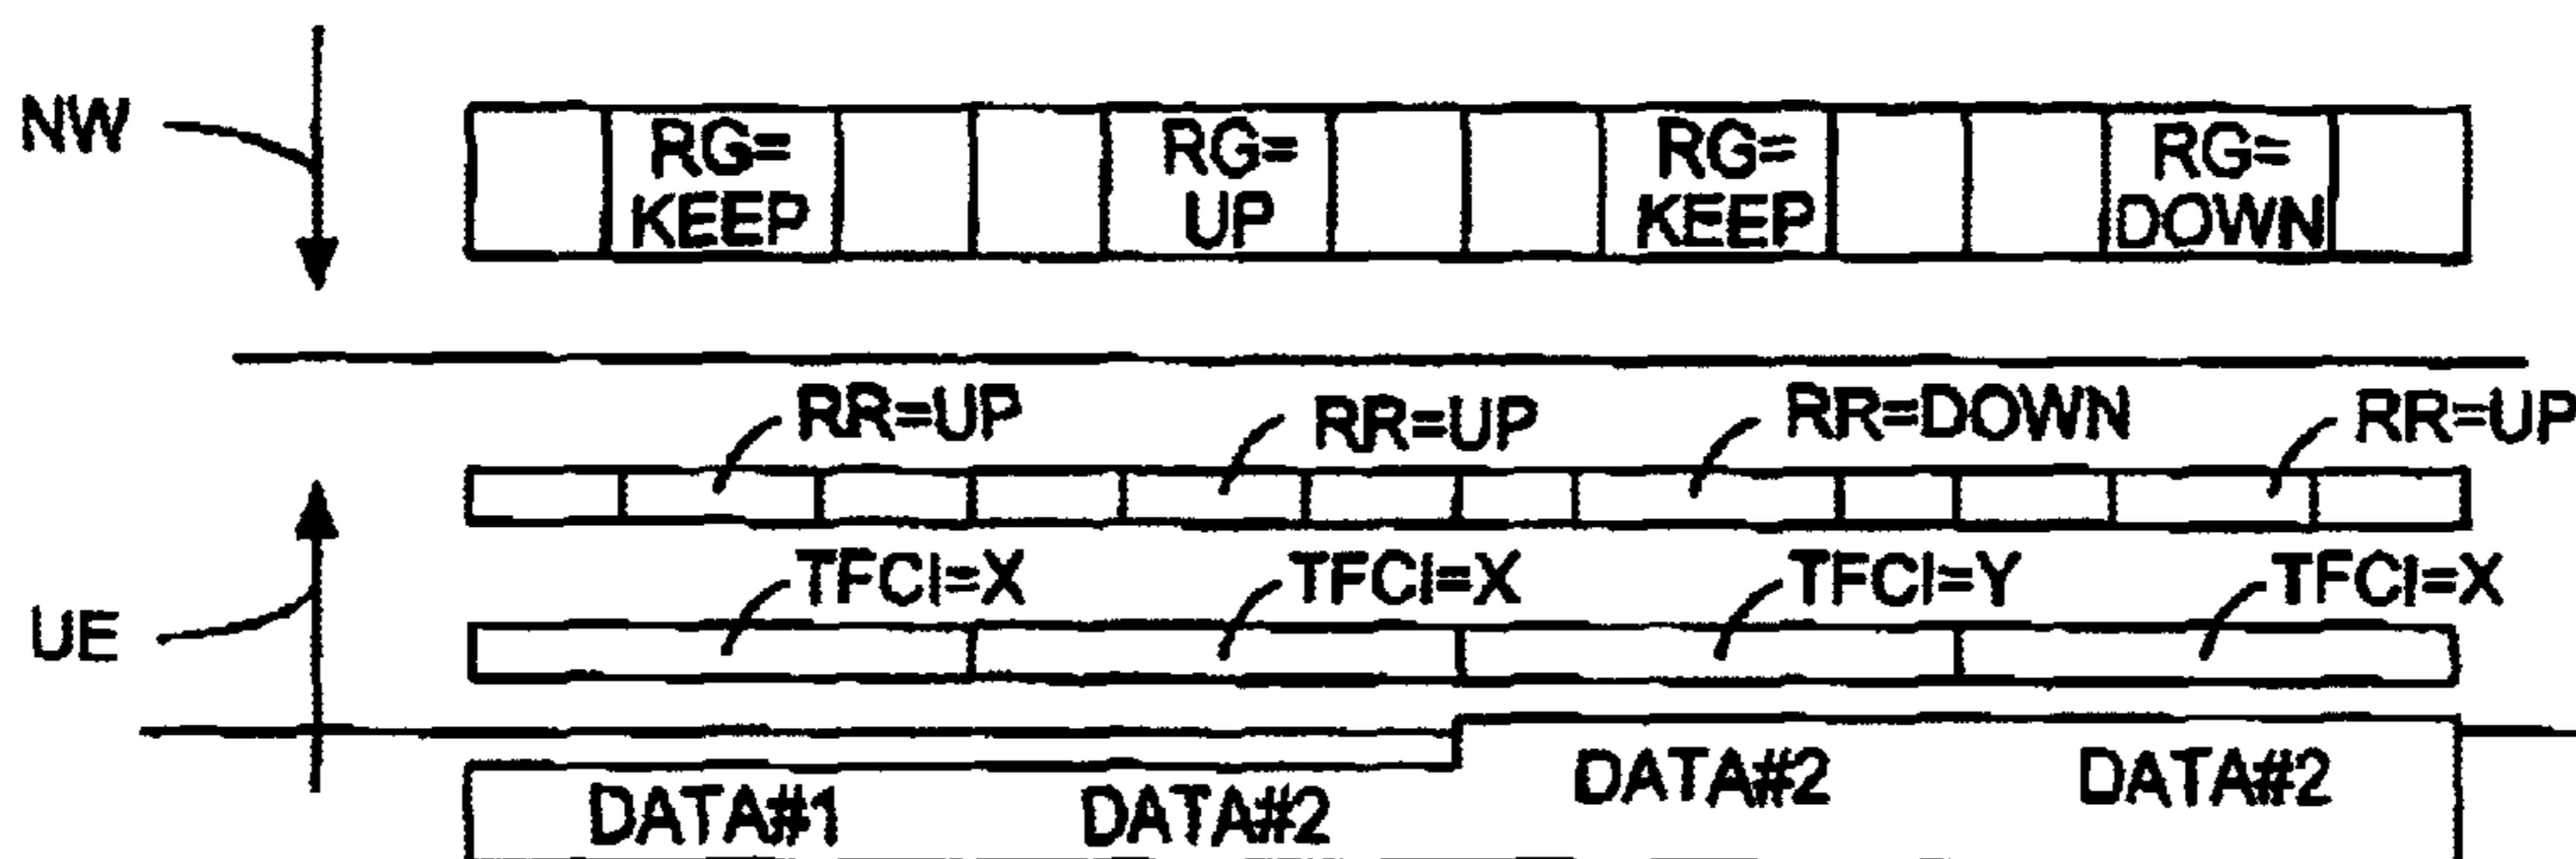 NW
RG= KEEP
RG= UP
RG= KEEP
RG= DOWN
RR=UP
RR=UP
RR=DOWN
RR=UP
TFCI=X
TFCI=X
TFCI=Y
TFCI=X
UE
DATA#1
DATA#2
DATA#2
DATA#2